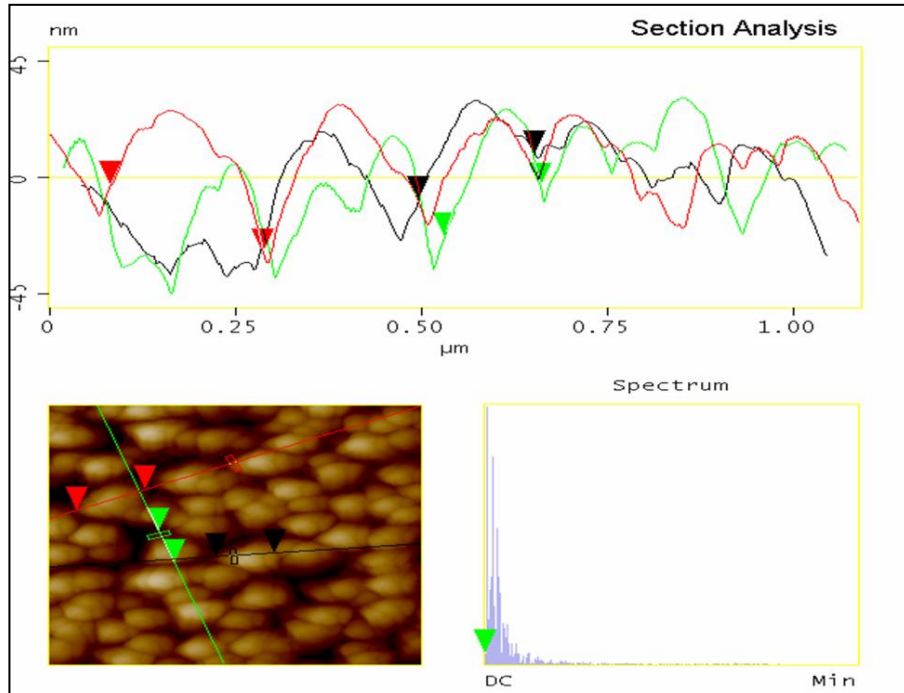 nm
Section Analysis
45
0
-45
0 0.25 0.50 0.75 1.00
µm
Spectrum
DC Min